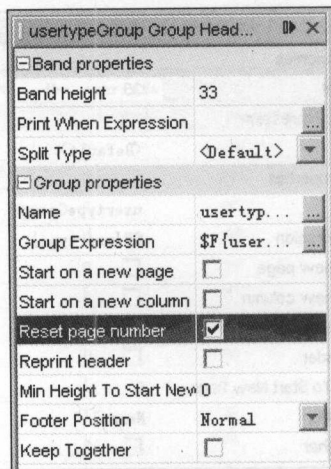 usertypeGroup Group Head...
Band properties
Band height 33
Print When Expression ...
Split Type <Default>
Group properties
Name usertyp... ...
Group Expression $F{user... ...
Start on a new page
Start on a new column
Reset page number
Reprint header
Min Height To Start New 0
Footer Position Normal
Keep Together